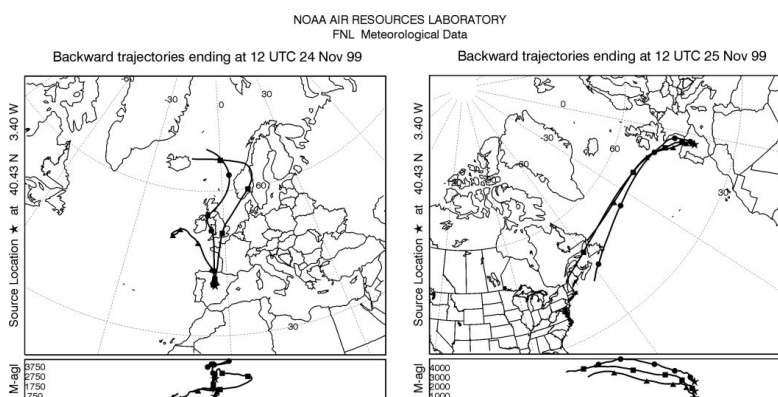 NOAA AIR RESOURCES LABORATORY
FNL Meteorological Data
Backward trajectories ending at 12 UTC 24 Nov 99
Source Location ★ at 40.43 N 3.40 W
-60
-30
0
30
-30
60
30
M-agl
3750
2750
1750
750
Backward trajectories ending at 12 UTC 25 Nov 99
Source Location ★ at 40.43 N 3.40 W
0
30
-30
60
-60
30
M-agl
4000
3000
2000
1000